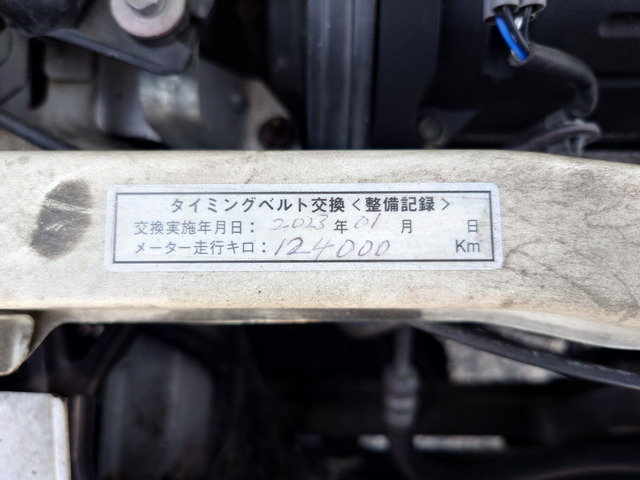 タイミングベルト交換<整備記録>
交換実施年月日: 2023 年 01 月 日
メーター走行キロ: 124000 Km